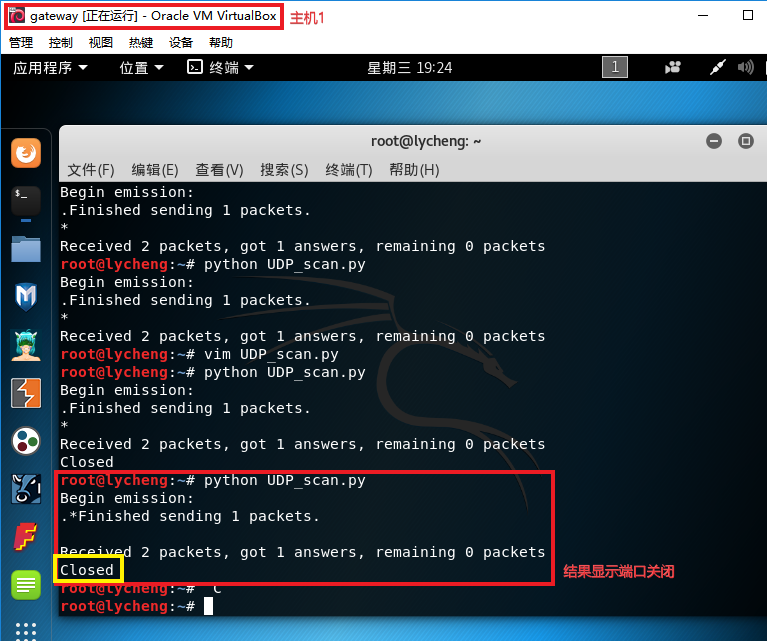 gateway [正在运行] - Oracle VM VirtualBox 主机1
管理 控制 视图 热键 设备 帮助
应用程序 位置 终端 星期三 19:24 1
root@lycheng: ~
文件(F) 编辑(E) 查看(V) 搜索(S) 终端(T) 帮助(H)
Begin emission:
.Finished sending 1 packets.
*
Received 2 packets, got 1 answers, remaining 0 packets
root@lycheng:~# python UDP_scan.py
Begin emission:
.Finished sending 1 packets.
*
Received 2 packets, got 1 answers, remaining 0 packets
root@lycheng:~# vim UDP_scan.py
root@lycheng:~# python UDP_scan.py
Begin emission:
.Finished sending 1 packets.
*
Received 2 packets, got 1 answers, remaining 0 packets
Closed
root@lycheng:~# python UDP_scan.py
Begin emission:
.*Finished sending 1 packets.
Received 2 packets, got 1 answers, remaining 0 packets
Closed
结果显示端口关闭
root@lycheng:~# ^C
root@lycheng:~#